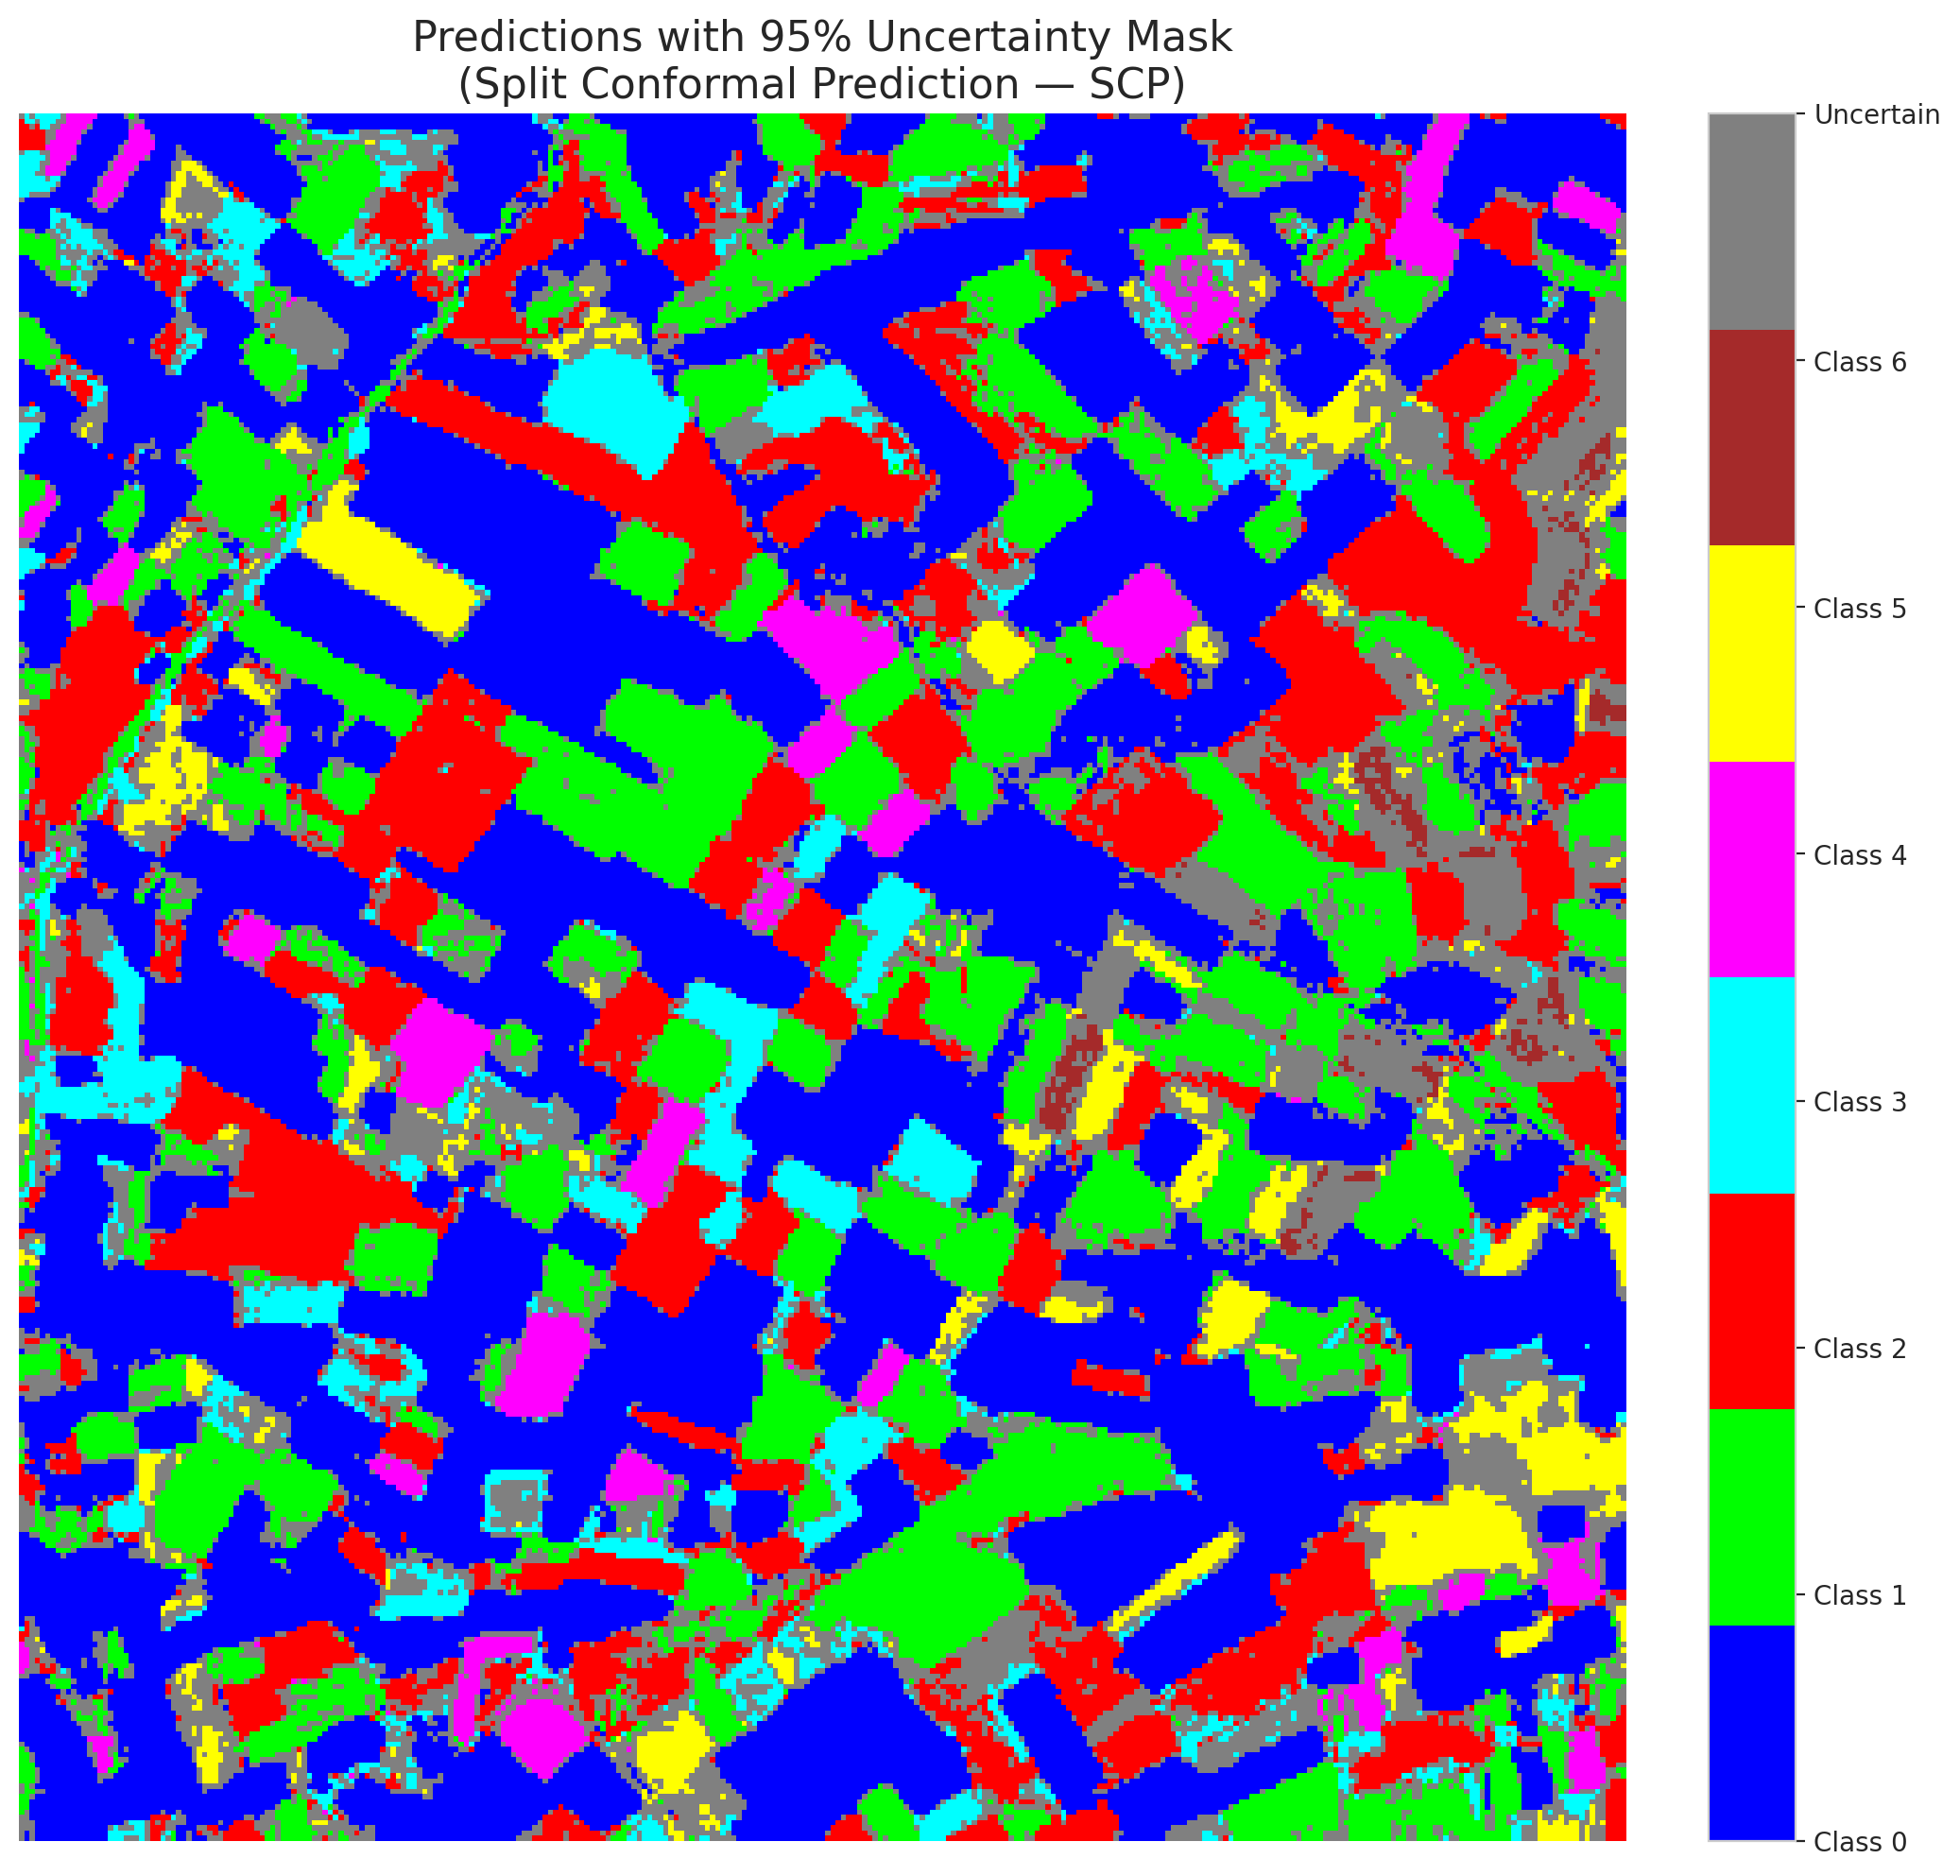 Predictions with 95% Uncertainty Mask
(Split Conformal Prediction — SCP)
Uncertain
Class 6
Class 5
Class 4
Class 3
Class 2
Class 1
Class 0